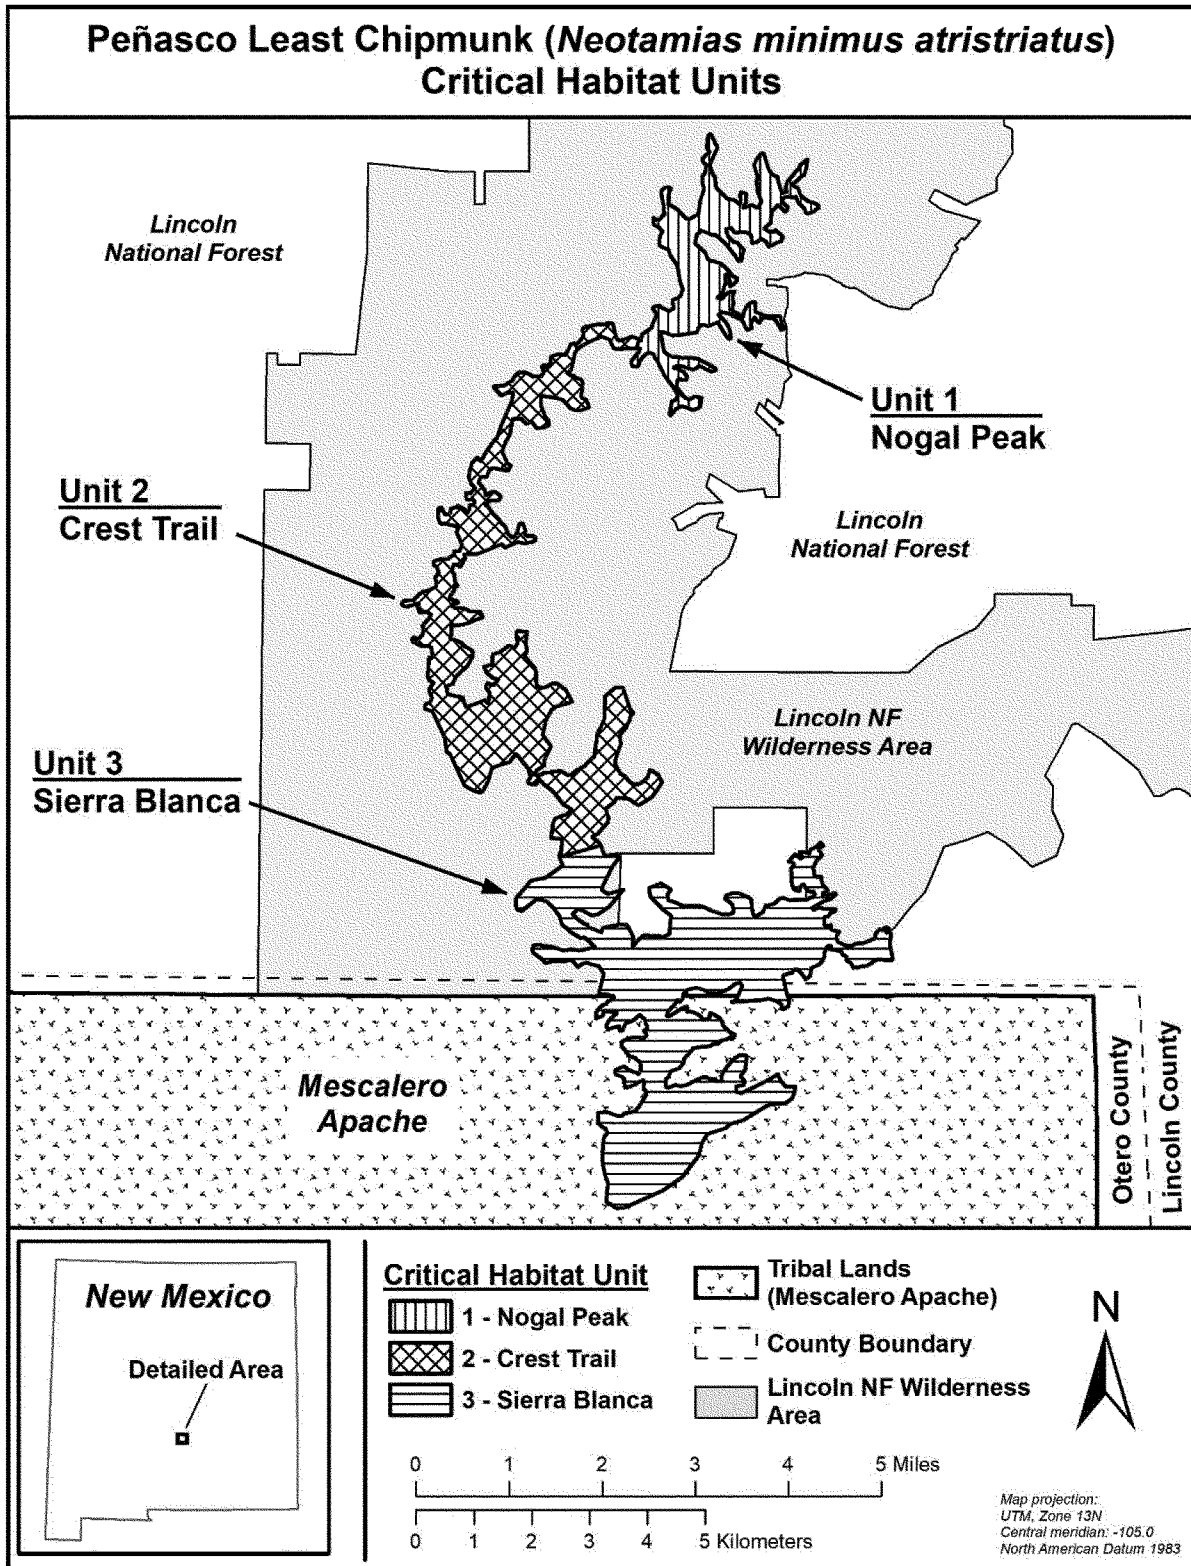 Peñasco Least Chipmunk (Neotamias minimus atristriatus)
Critical Habitat Units
Lincoln
National Forest
Unit 1
Nogal Peak
Unit 2
Crest Trail
Lincoln
National Forest
Lincoln NF
Wilderness Area
Unit 3
Sierra Blanca
Mescalero
Apache
Otero County
Lincoln County
New Mexico
Detailed Area
Critical Habitat Unit
1 - Nogal Peak
2 - Crest Trail
3 - Sierra Blanca
Tribal Lands
(Mescalero Apache)
County Boundary
Lincoln NF Wilderness
Area
N
0 1 2 3 4 5 Miles
0 1 2 3 4 5 Kilometers
Map projection:
UTM, Zone 13N
Central meridian: -105.0
North American Datum 1983